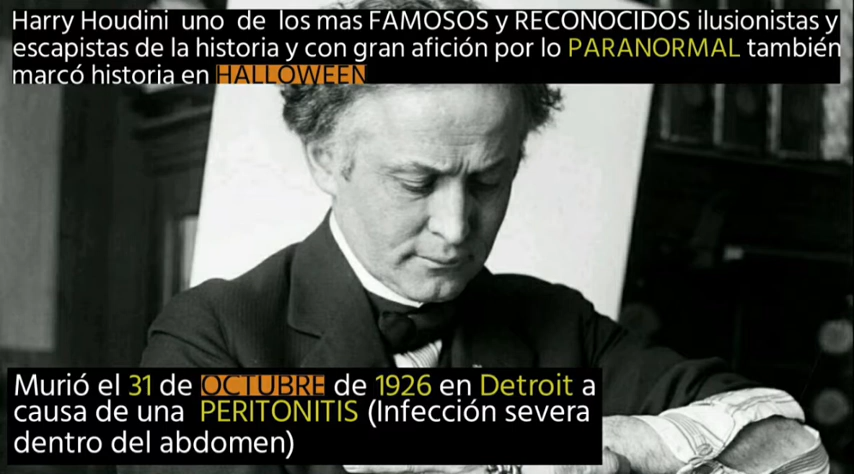 Harry Houdini uno de los mas FAMOSOS y RECONOCIDOS ilusionistas y
escapistas de la historia y con gran afición por lo PARANORMAL también
marcó historia en HALLOWEEN
Murió el 31 de OCTUBRE de 1926 en Detroit a
causa de una PERITONITIS (Infección severa
dentro del abdomen)